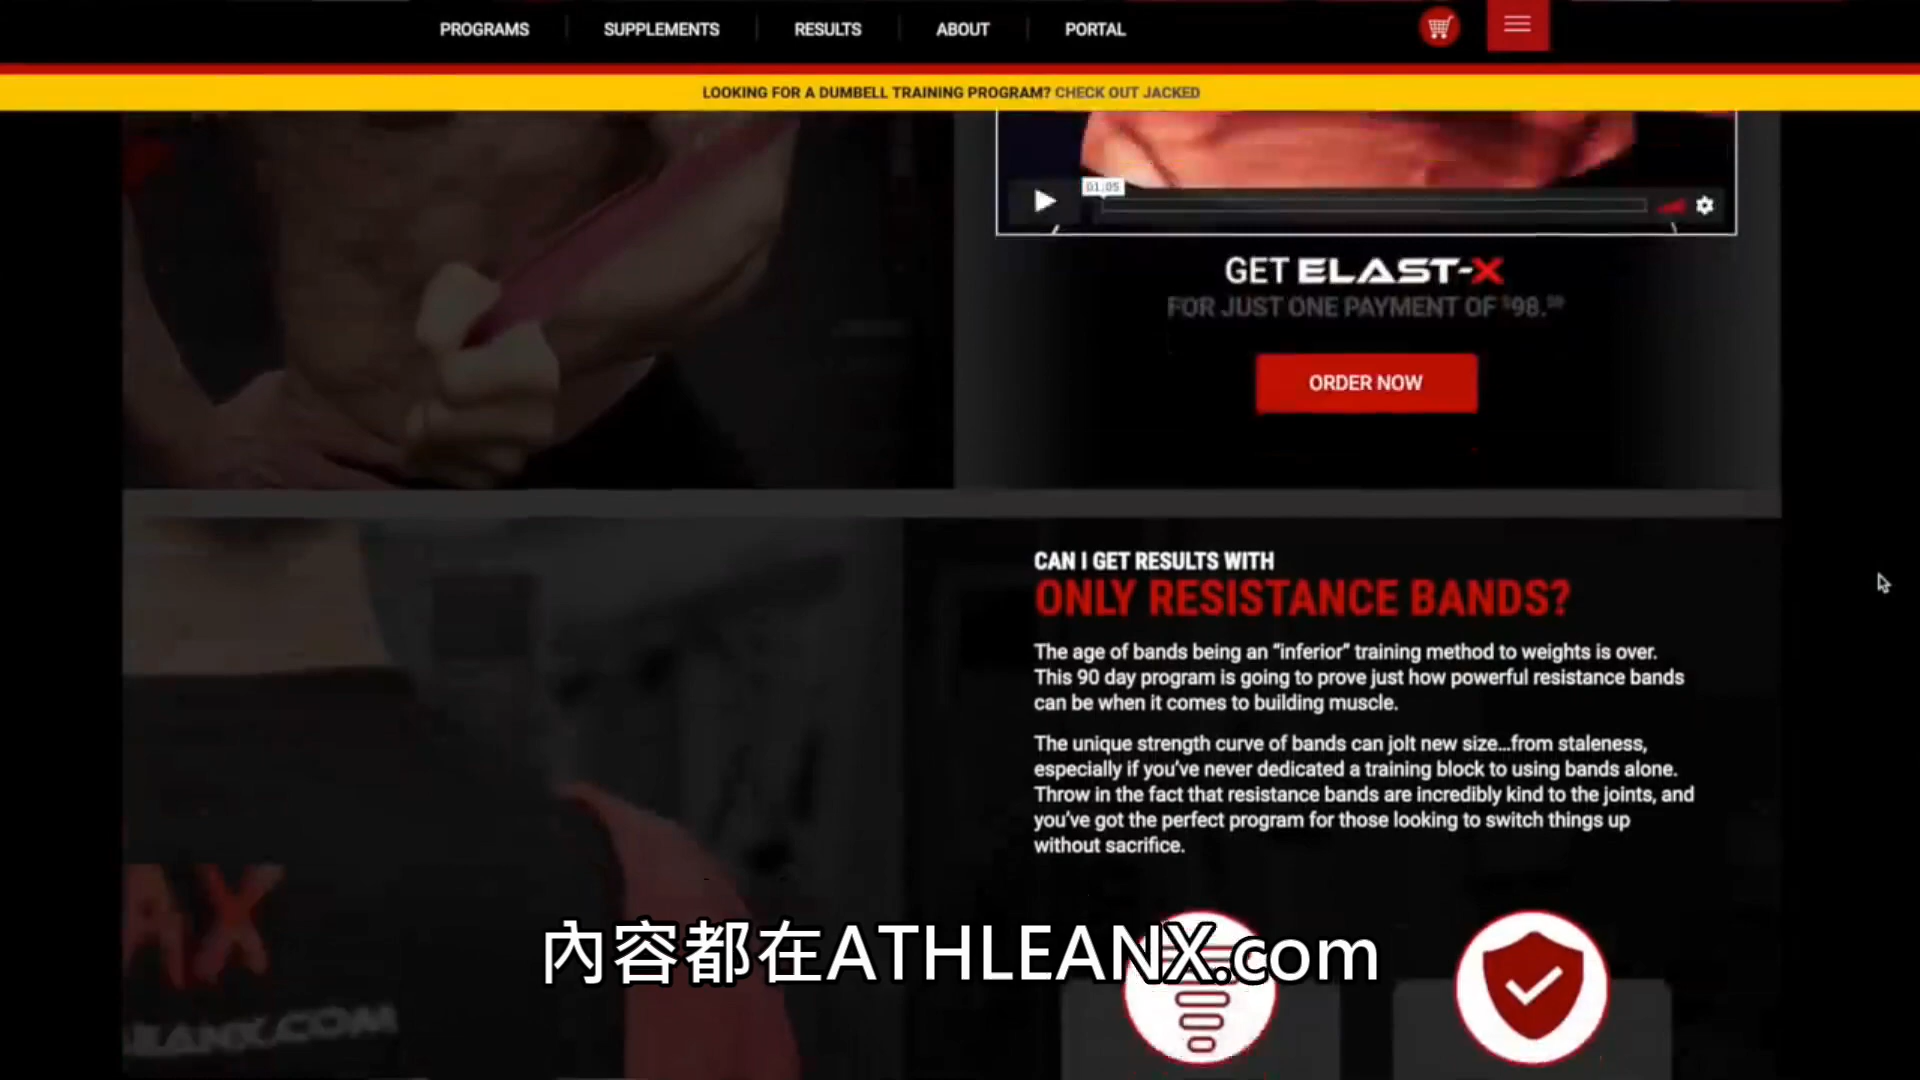 PROGRAMS
SUPPLEMENTS
RESULTS
ABOUT
PORTAL
LOOKING FOR A DUMBELL TRAINING PROGRAM? CHECK OUT JACKED
01:05
GET ELAST-X
FOR JUST ONE PAYMENT OF $98.
ORDER NOW
CAN I GET RESULTS WITH
ONLY RESISTANCE BANDS?
The age of bands being an “inferior” training method to weights is over.
This 90 day program is going to prove just how powerful resistance bands
can be when it comes to building muscle.
The unique strength curve of bands can jolt new size...from staleness,
especially if you’ve never dedicated a training block to using bands alone.
Throw in the fact that resistance bands are incredibly kind to the joints, and
you’ve got the perfect program for those looking to switch things up
without sacrifice.
AX
LEANX.COM
內容都在ATHLEANX.com